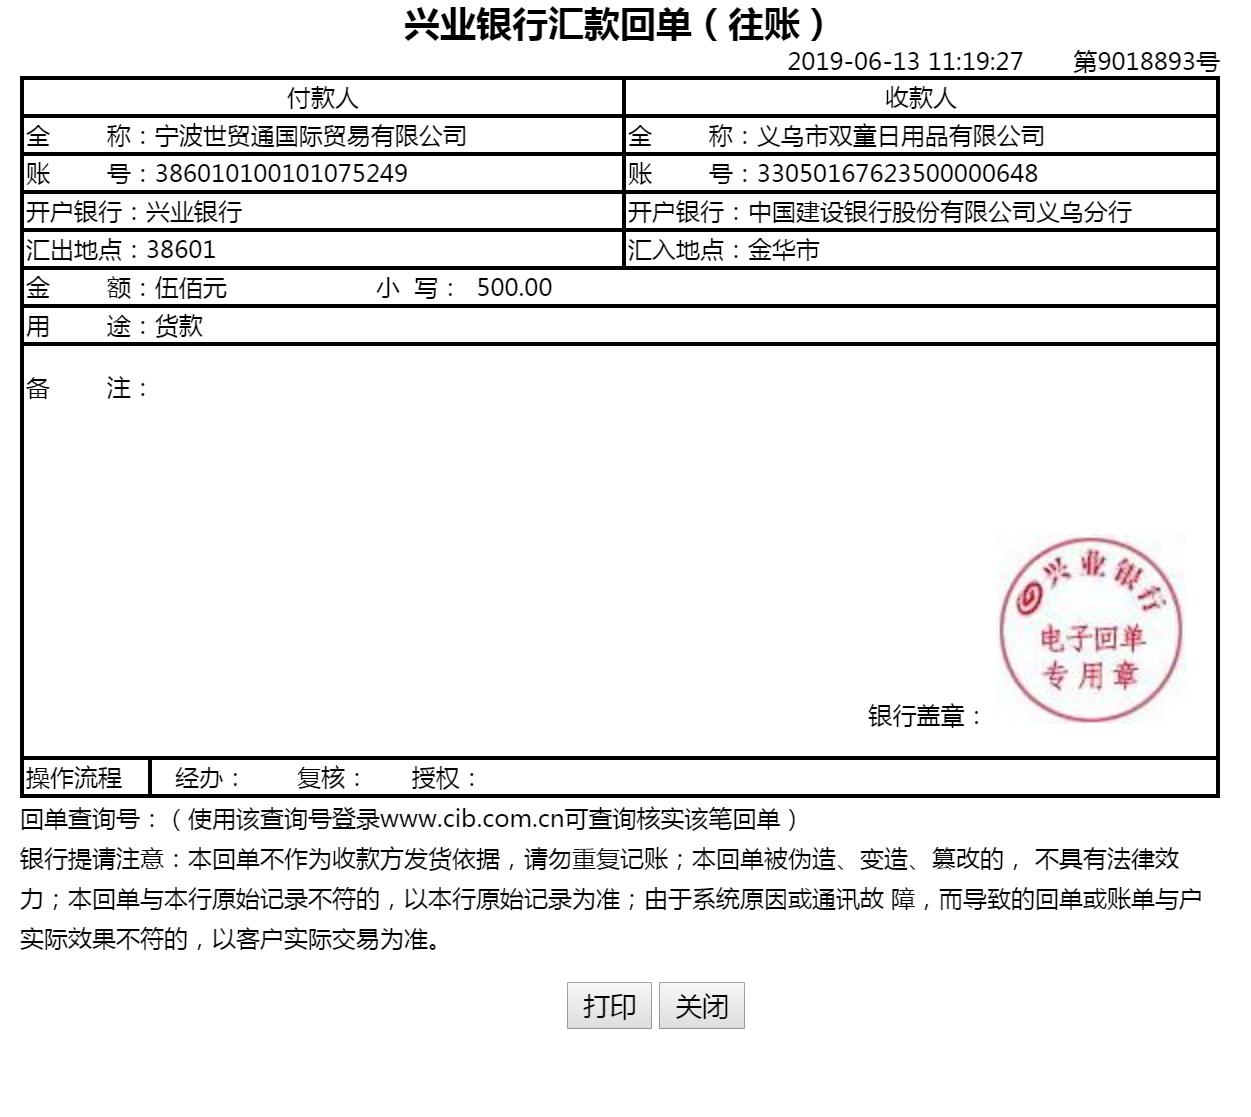 兴业银行汇款回单（往账）
2019-06-13 11:19:27 第9018893号
付款人 收款人
全 称：宁波世贸通国际贸易有限公司 全 称：义乌市双童日用品有限公司
账 号：386010100101075249 账 号：33050167623500000648
开户银行：兴业银行 开户银行：中国建设银行股份有限公司义乌分行
汇出地点：38601 汇入地点：金华市
金 额：伍佰元 小 写： 500.00
用 途：货款
备 注：
兴业银行
电子回单
专用章
银行盖章：
操作流程 经办： 复核： 授权：
回单查询号：（使用该查询号登录www.cib.com.cn可查询核实该笔回单）
银行提请注意：本回单不作为收款方发货依据，请勿重复记账；本回单被伪造、变造、篡改的， 不具有法律效
力；本回单与本行原始记录不符的，以本行原始记录为准；由于系统原因或通讯故 障，而导致的回单或账单与户
实际效果不符的，以客户实际交易为准。
打印 关闭